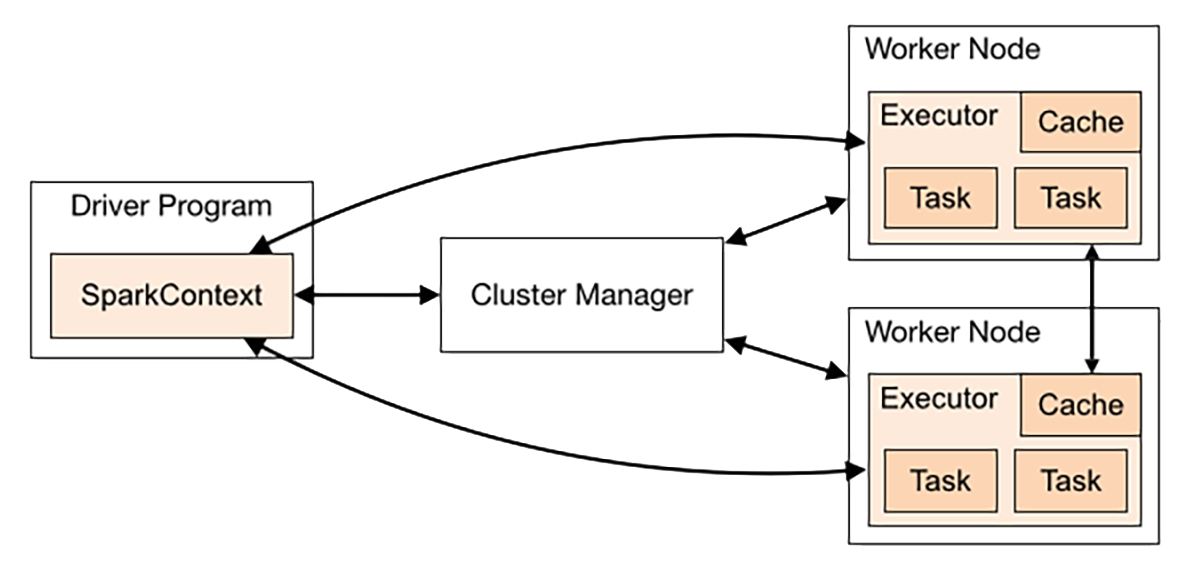 Driver Program
SparkContext
Cluster Manager
Worker Node
Executor
Cache
Task
Task
Worker Node
Executor
Cache
Task
Task